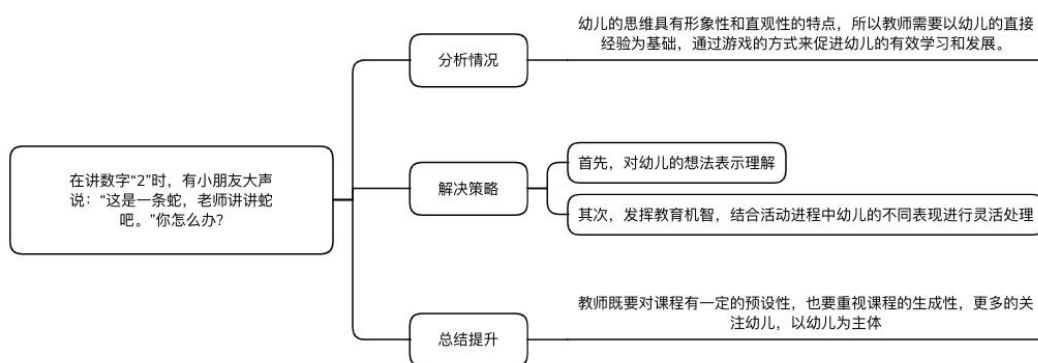 在讲数字“2”时，有小朋友大声
说：“这是一条蛇，老师讲讲蛇
吧。”你怎么办？
分析情况
幼儿的思维具有形象性和直观性的特点，所以教师需要以幼儿的直接
经验为基础，通过游戏的方式来促进幼儿的有效学习和发展。
解决策略
首先，对幼儿的想法表示理解
其次，发挥教育机智，结合活动进程中幼儿的不同表现进行灵活处理
总结提升
教师既要对课程有一定的预设性，也要重视课程的生成性，更多的关
注幼儿，以幼儿为主体